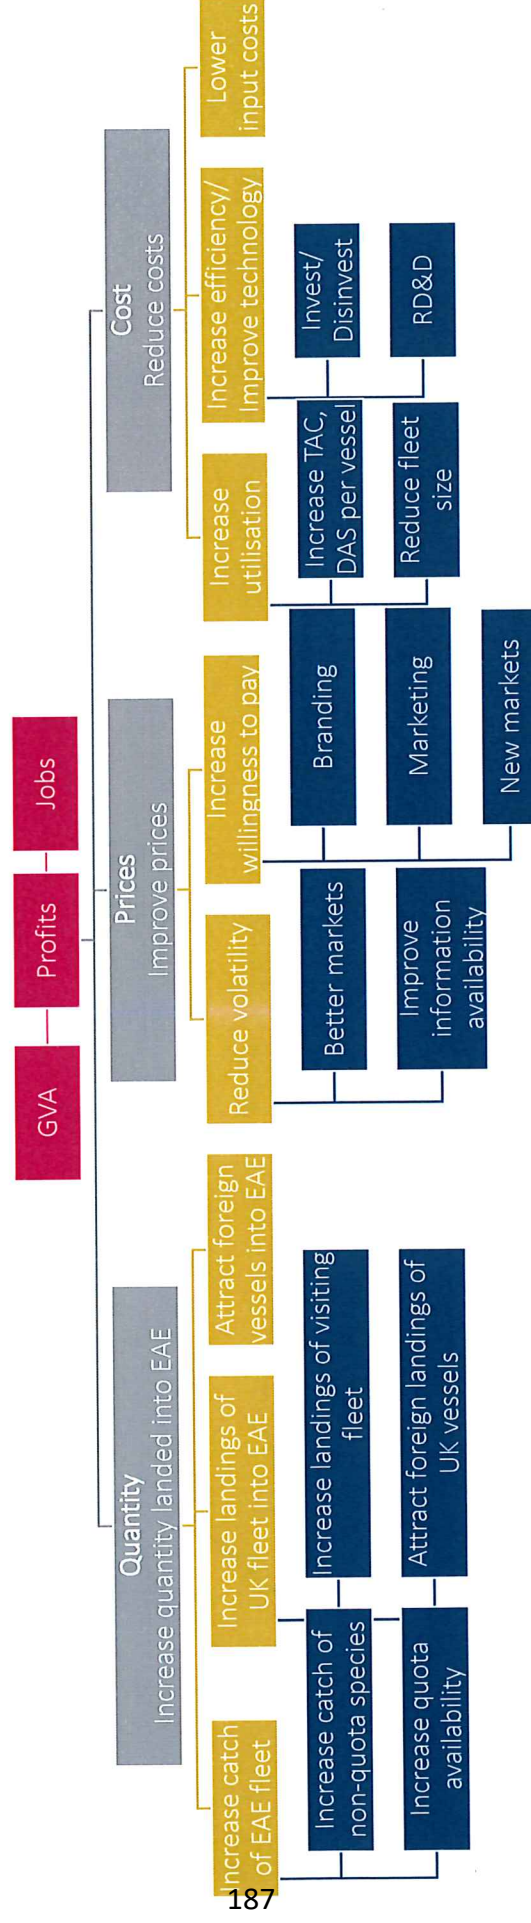 GVA
Profits
Jobs
Quantity
Increase quantity landed into EAE
Prices
Improve prices
Cost
Reduce costs
Increase catch
of EAE fleet
Increase landings of
UK fleet into EAE
Attract foreign
vessels into EAE
Reduce volatility
Increase
willingness to pay
Increase
utilisation
Increase efficiency/
Improve technology
Lower
input costs
Increase catch of
non-quota species
Increase quota
availability
Increase landings of visiting
fleet
Attract foreign landings of
UK vessels
Better markets
Improve
information
availability
Branding
Marketing
New markets
Increase TAC,
DAS per vessel
Reduce fleet
size
Invest/
Disinvest
RD&D
187